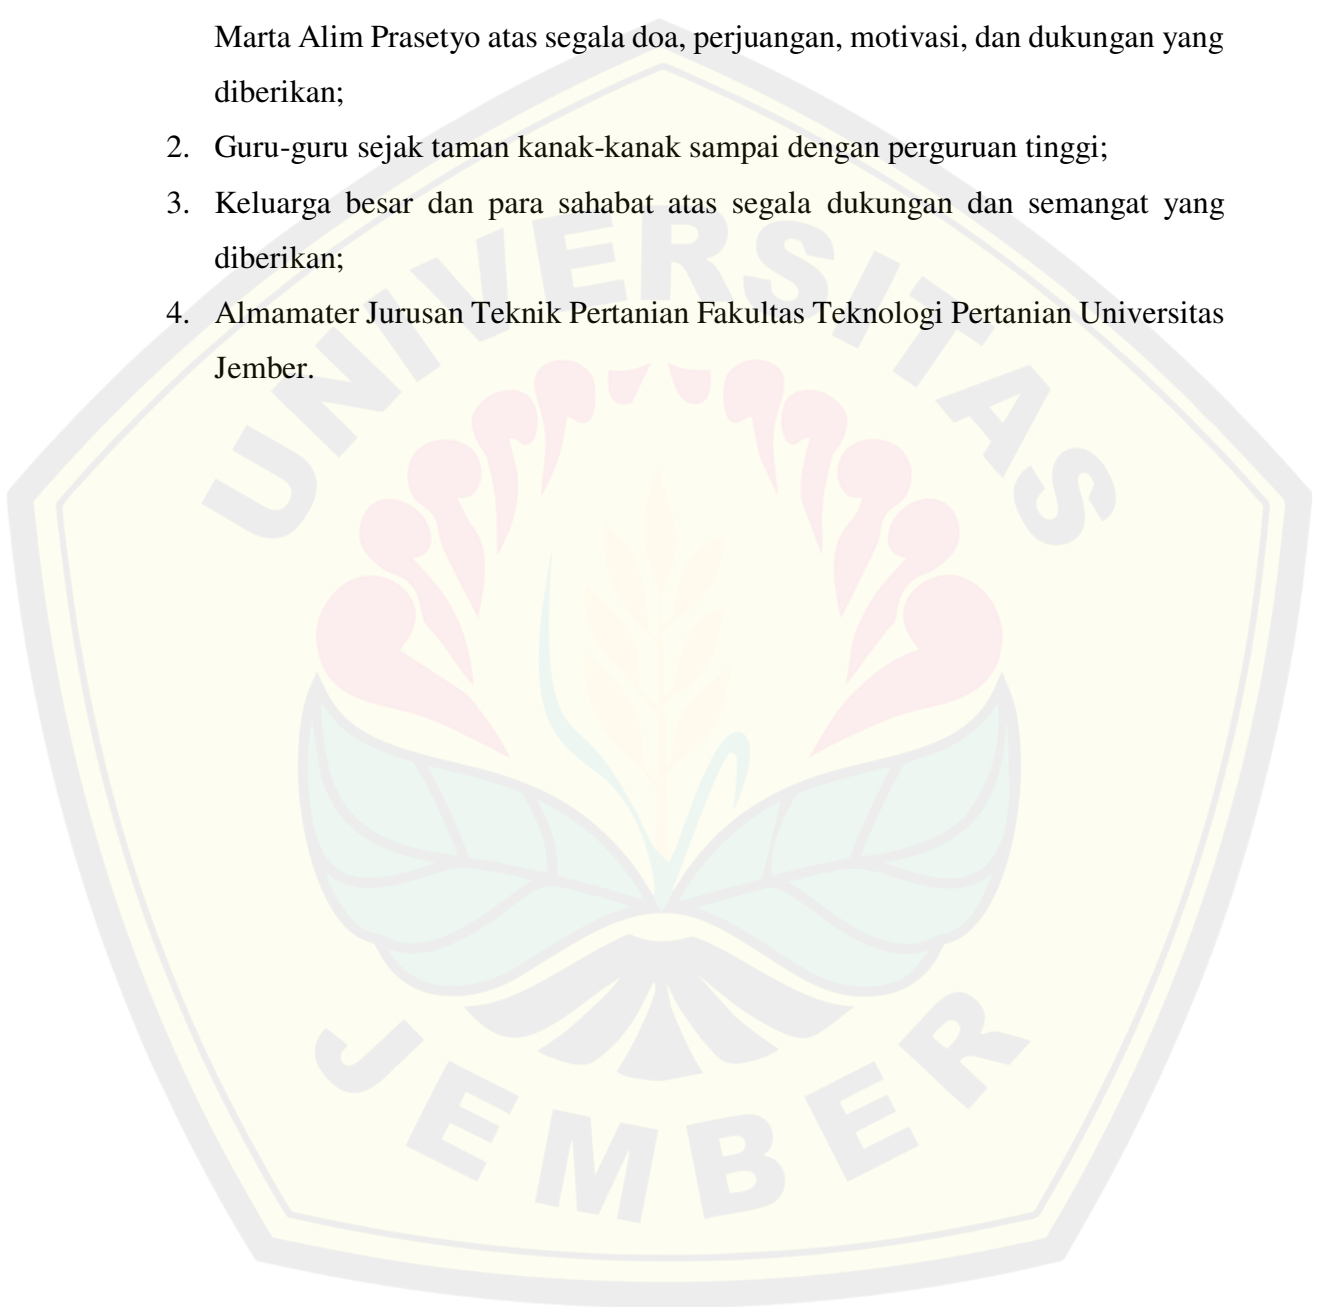 Marta Alim Prasetyo atas segala doa, perjuangan, motivasi, dan dukungan yang
diberikan;
2. Guru-guru sejak taman kanak-kanak sampai dengan perguruan tinggi;
3. Keluarga besar dan para sahabat atas segala dukungan dan semangat yang
diberikan;
4. Almamater Jurusan Teknik Pertanian Fakultas Teknologi Pertanian Universitas
Jember.
UNIVERSITAS
JEMBER